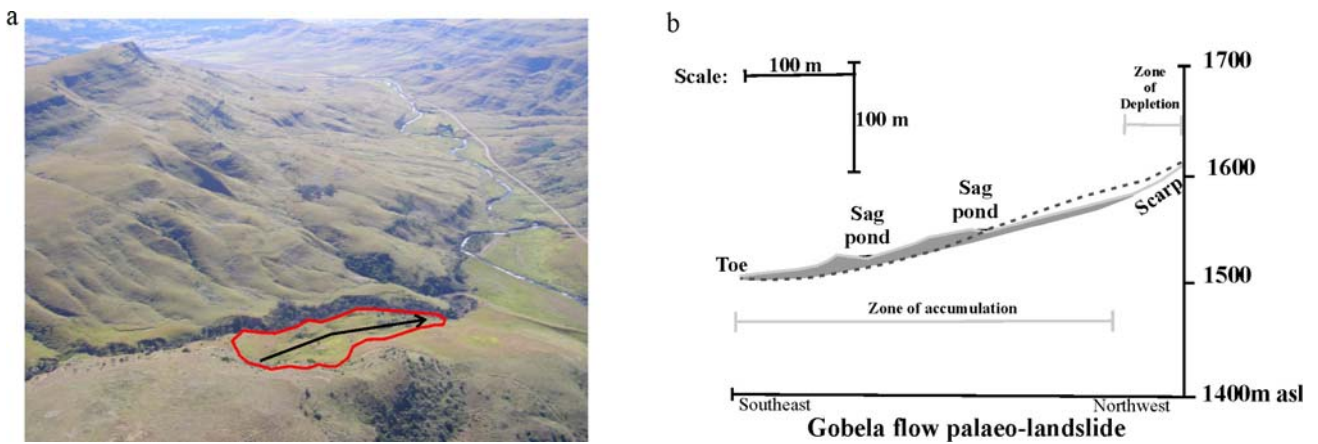 a
b
Scale:
100 m
100 m
Zone
of
Depletion
1700
1600
1500
1400m asl
Scarp
Sag
pond
Sag
pond
Toe
Zone of accumulation
Southeast
Northwest
Gobela flow palaeo-landslide